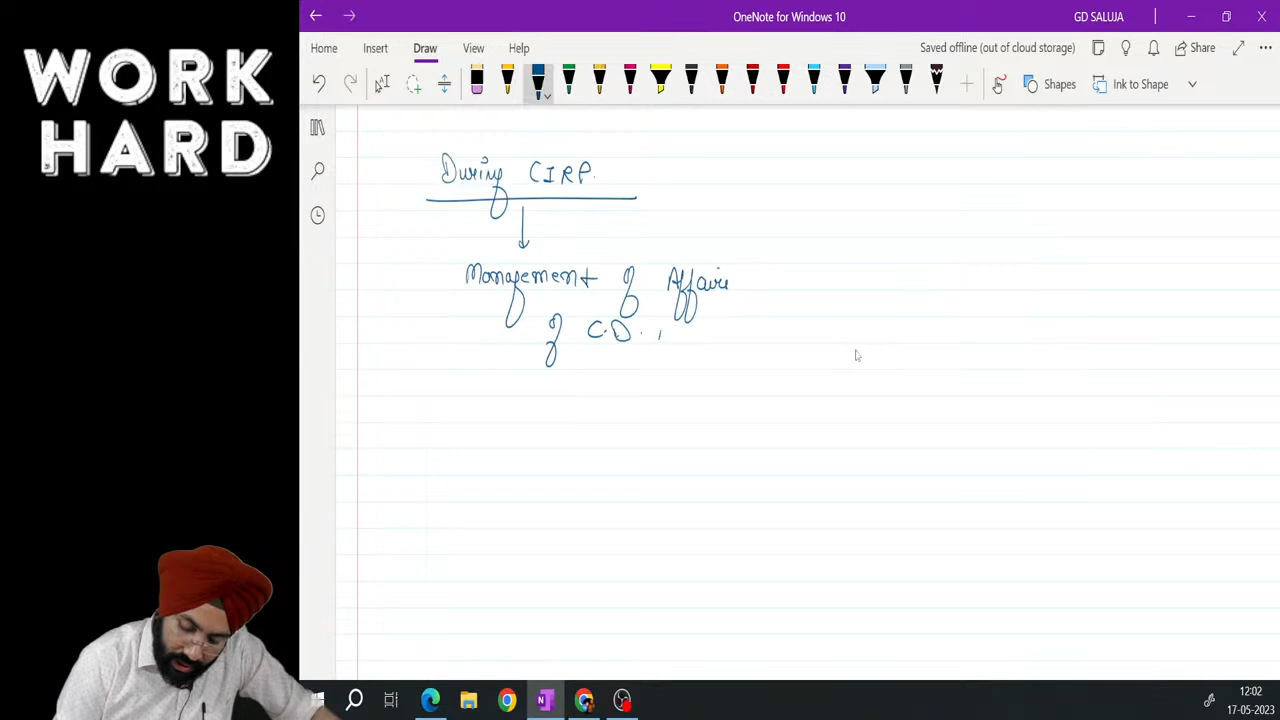 WORK
HARD
OneNote for Windows 10
GD SALUJA
Home Insert Draw View Help
Saved offline (out of cloud storage)
Share
Shapes
Ink to Shape
During CIRP.
Management of Affairs
of C.D.
12:02
17-05-2023